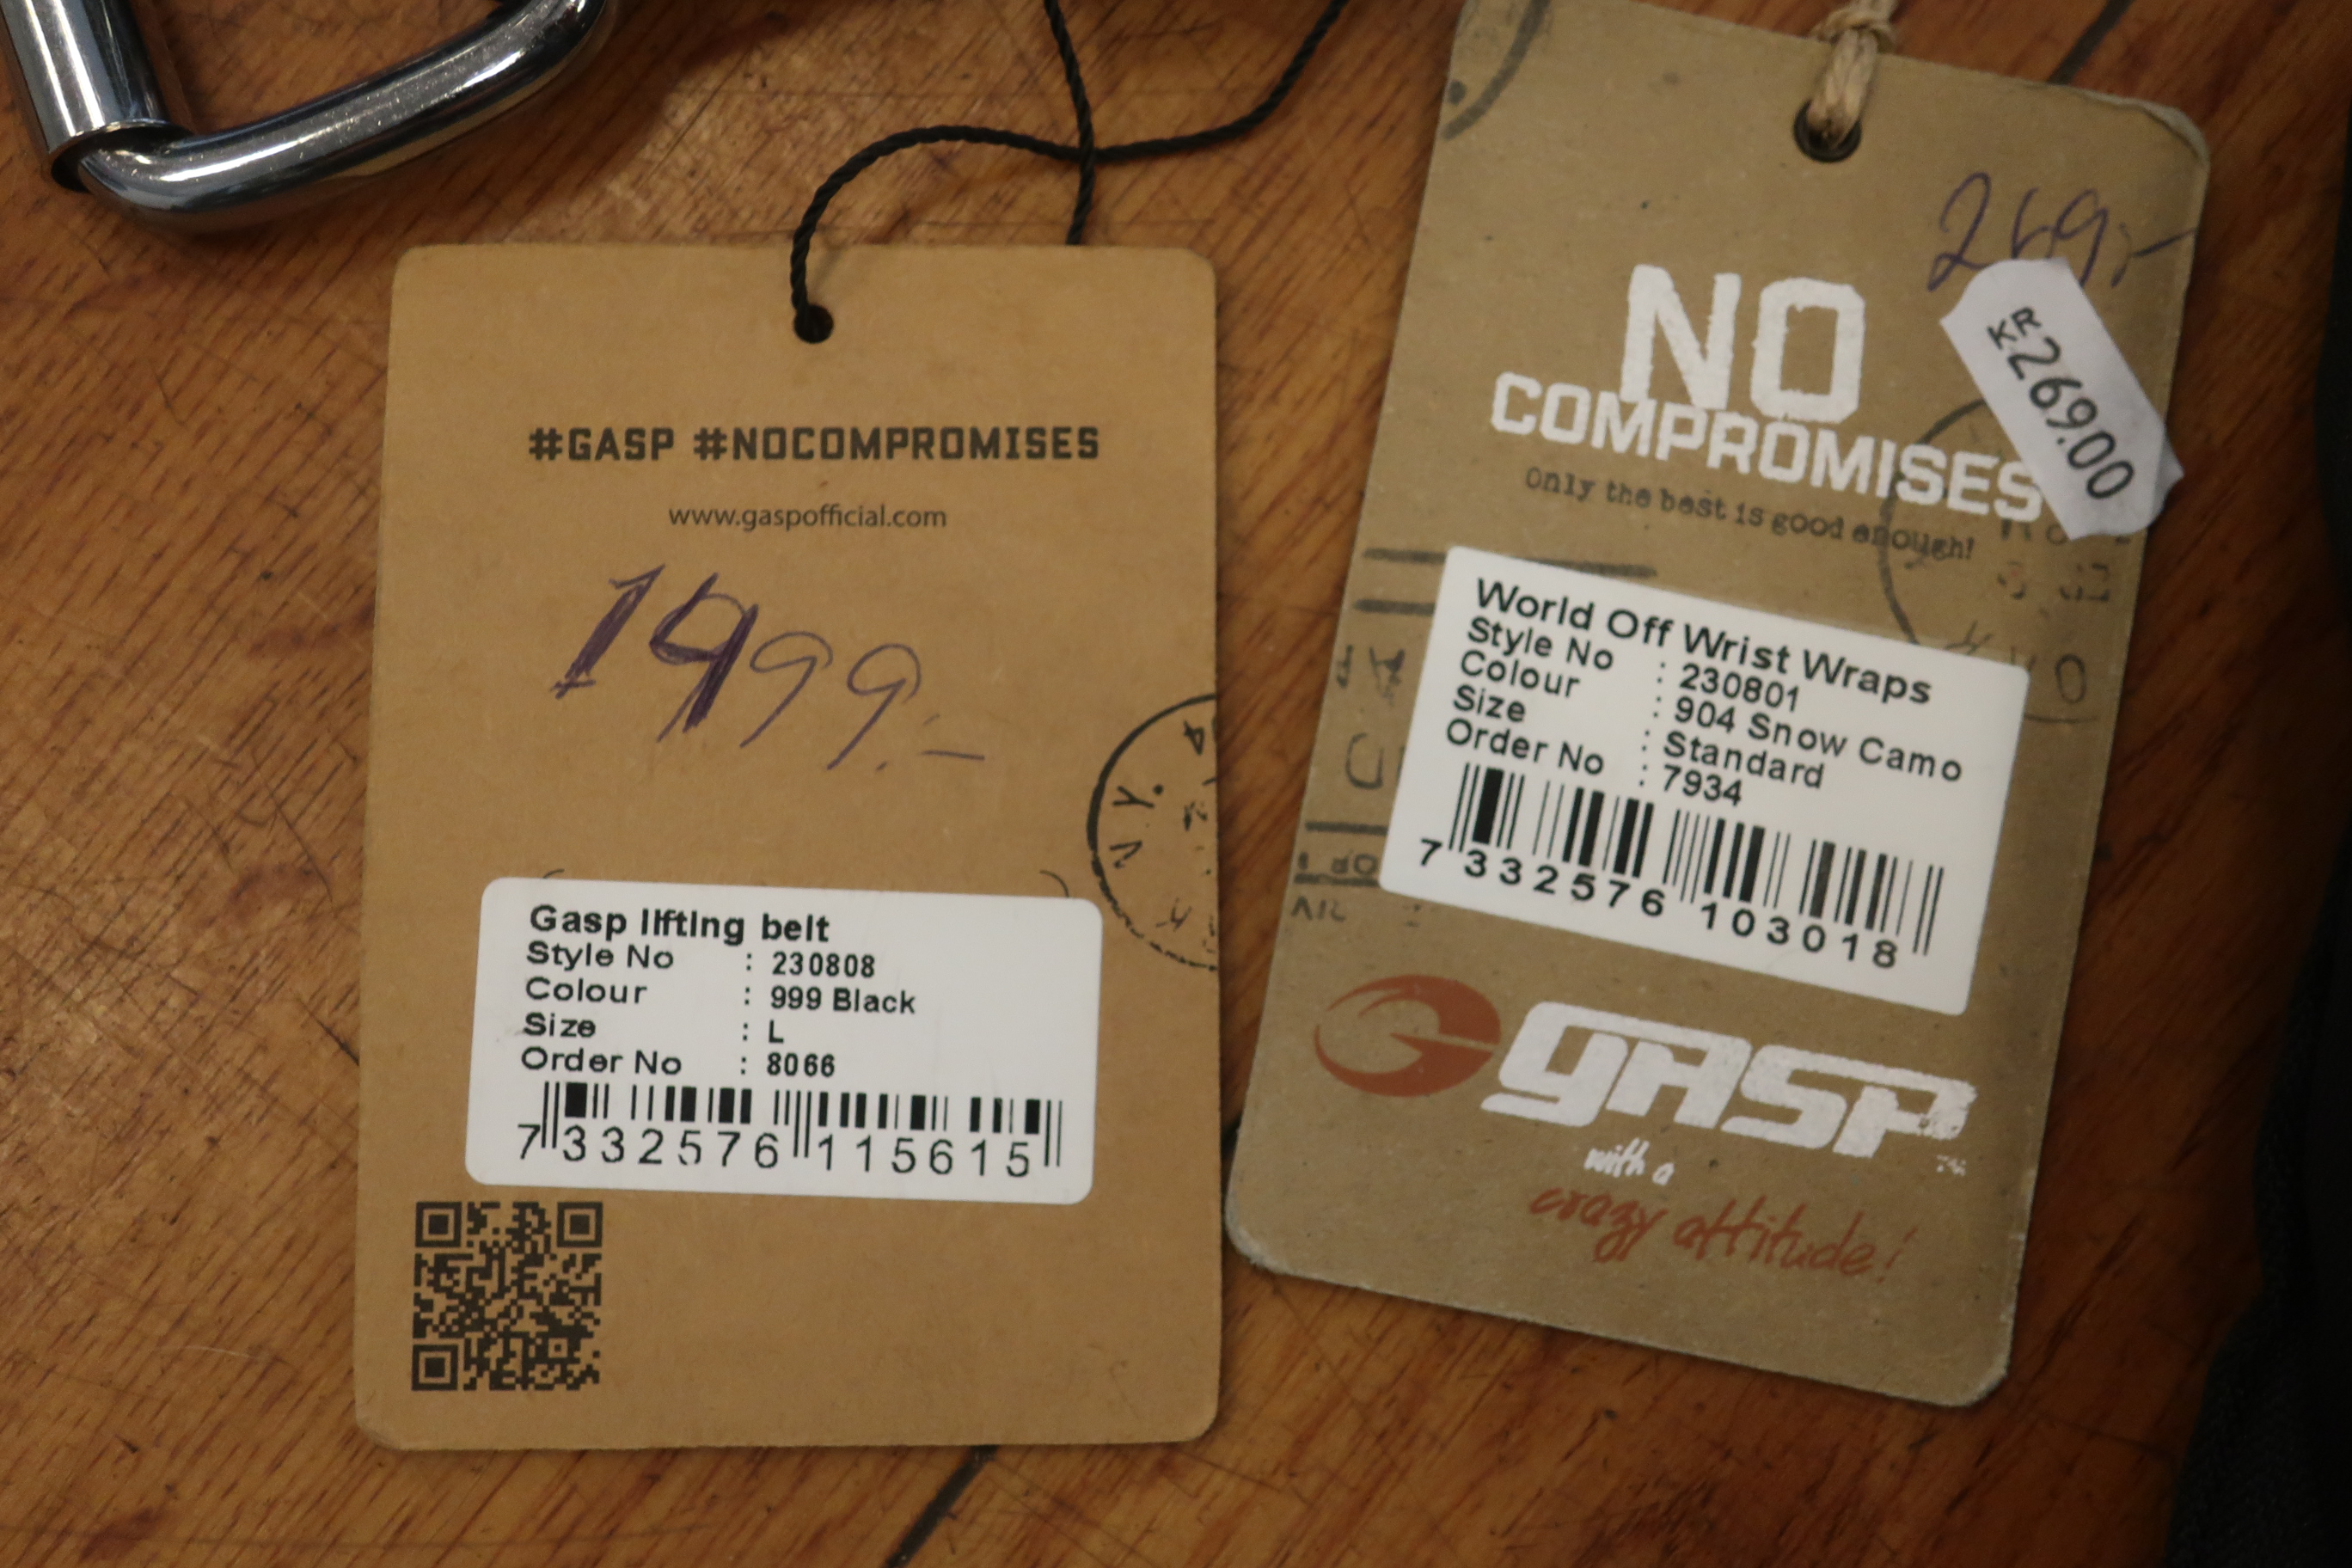 #GASP #NOCOMPROMISES
www.gaspofficial.com
1499.-
Gasp lifting belt
Style No : 230808
Colour : 999 Black
Size : L
Order No : 8066
7 332576 115615
269.-
KR 269.00
NO
COMPROMISES
Only the best is good enough!
World Off Wrist Wraps
Style No : 230801
Colour : 904 Snow Camo
Size : Standard
Order No : 7934
7 332576 103018
GASP
with a
crazy attitude!